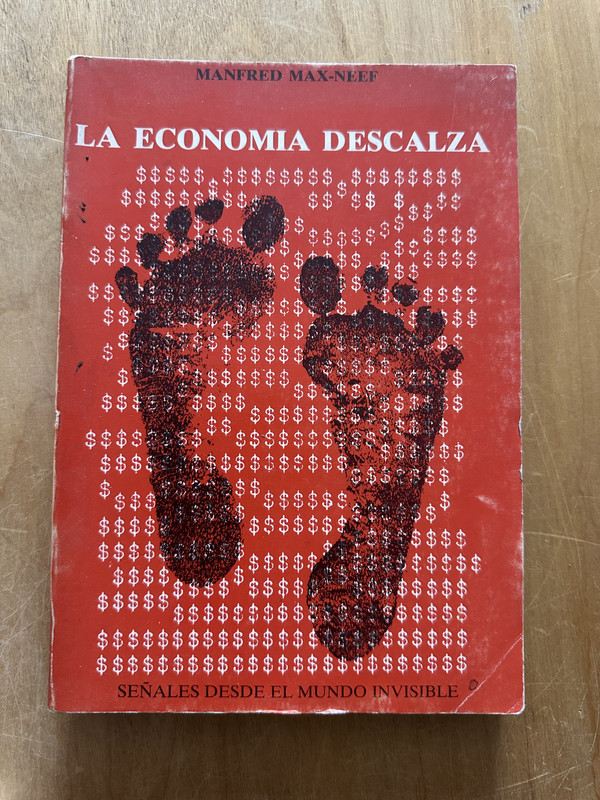 MANFRED MAX-NEEF
LA ECONOMIA DESCALZA
SEÑALES DESDE EL MUNDO INVISIBLE